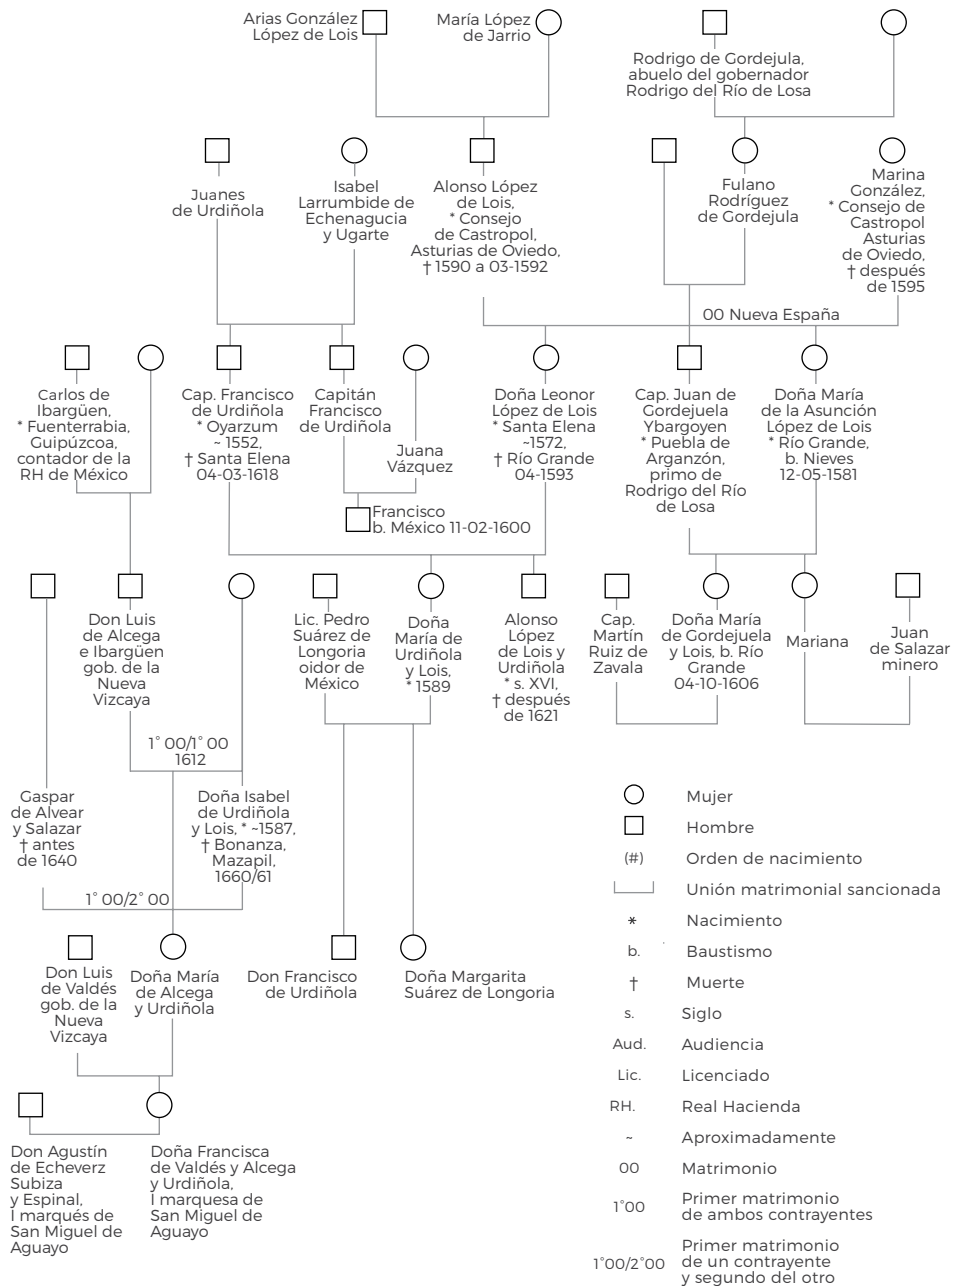 Arias González
López de Lois
María López
de Jarrio
Rodrigo de Gordejula,
abuelo del gobernador
Rodrigo del Río de Losa
Juanes
de Urdiñola
Isabel
Larrumbide de
Echenagucia
y Ugarte
Alonso López
de Lois,
* Consejo
de Castropol,
Asturias de Oviedo,
† 1590 a 03-1592
Fulano
Rodríguez
de Gordejula
Marina
González,
* Consejo de
Castropol
Asturias
de Oviedo,
† después
de 1595
00 Nueva España
Carlos de
Ibargüen,
* Fuenterrabia,
Guipúzcoa,
contador de la
RH de México
Cap. Francisco
de Urdiñola
* Oyarzum
~ 1552,
† Santa Elena
04-03-1618
Capitán
Francisco
de Urdiñola
Juana
Vázquez
Doña Leonor
López de Lois
* Santa Elena
~1572,
† Río Grande
04-1593
Cap. Juan de
Gordejuela
Ybargoyen
* Puebla de
Arganzón,
primo de
Rodrigo del Río
de Losa
Doña María
de la Asunción
López de Lois
* Río Grande,
b. Nieves
12-05-1581
Francisco
b. México 11-02-1600
Don Luis
de Alcega
e Ibargüen
gob. de la
Nueva
Vizcaya
Lic. Pedro
Suárez de
Longoria
oidor de
México
Doña
María de
Urdiñola
y Lois,
* 1589
Alonso
López
de Lois y
Urdiñola
* s. XVI,
† después
de 1621
Cap.
Martín
Ruiz de
Zavala
Doña María
de Gordejuela
y Lois, b. Río
Grande
04-10-1606
Mariana
Juan
de Salazar
minero
1° 00/1° 00
1612
Gaspar
de Alvear
y Salazar
† antes
de 1640
Doña Isabel
de Urdiñola
y Lois, * ~1587,
† Bonanza,
Mazapil,
1660/61
1° 00/2° 00
Don Luis
de Valdés
gob. de la
Nueva
Vizcaya
Doña María
de Alcega
y Urdiñola
Don Francisco
de Urdiñola
Doña Margarita
Suárez de Longoria
Don Agustín
de Echeverz
Subiza
y Espinal,
I marqués de
San Miguel de
Aguayo
Doña Francisca
de Valdés y Alcega
y Urdiñola,
I marquesa de
San Miguel de
Aguayo
Mujer
Hombre
(#) Orden de nacimiento
Unión matrimonial sancionada
* Nacimiento
b. Baustismo
† Muerte
s. Siglo
Aud. Audiencia
Lic. Licenciado
RH. Real Hacienda
~ Aproximadamente
00 Matrimonio
1°00 Primer matrimonio
de ambos contrayentes
1°00/2°00 Primer matrimonio
de un contrayente
y segundo del otro